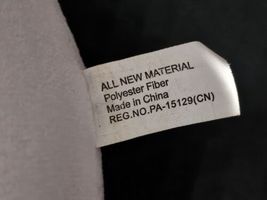 ALL NEW MATERIAL
Polyester Fiber
Made in China
REG.NO.PA-15129(CN)